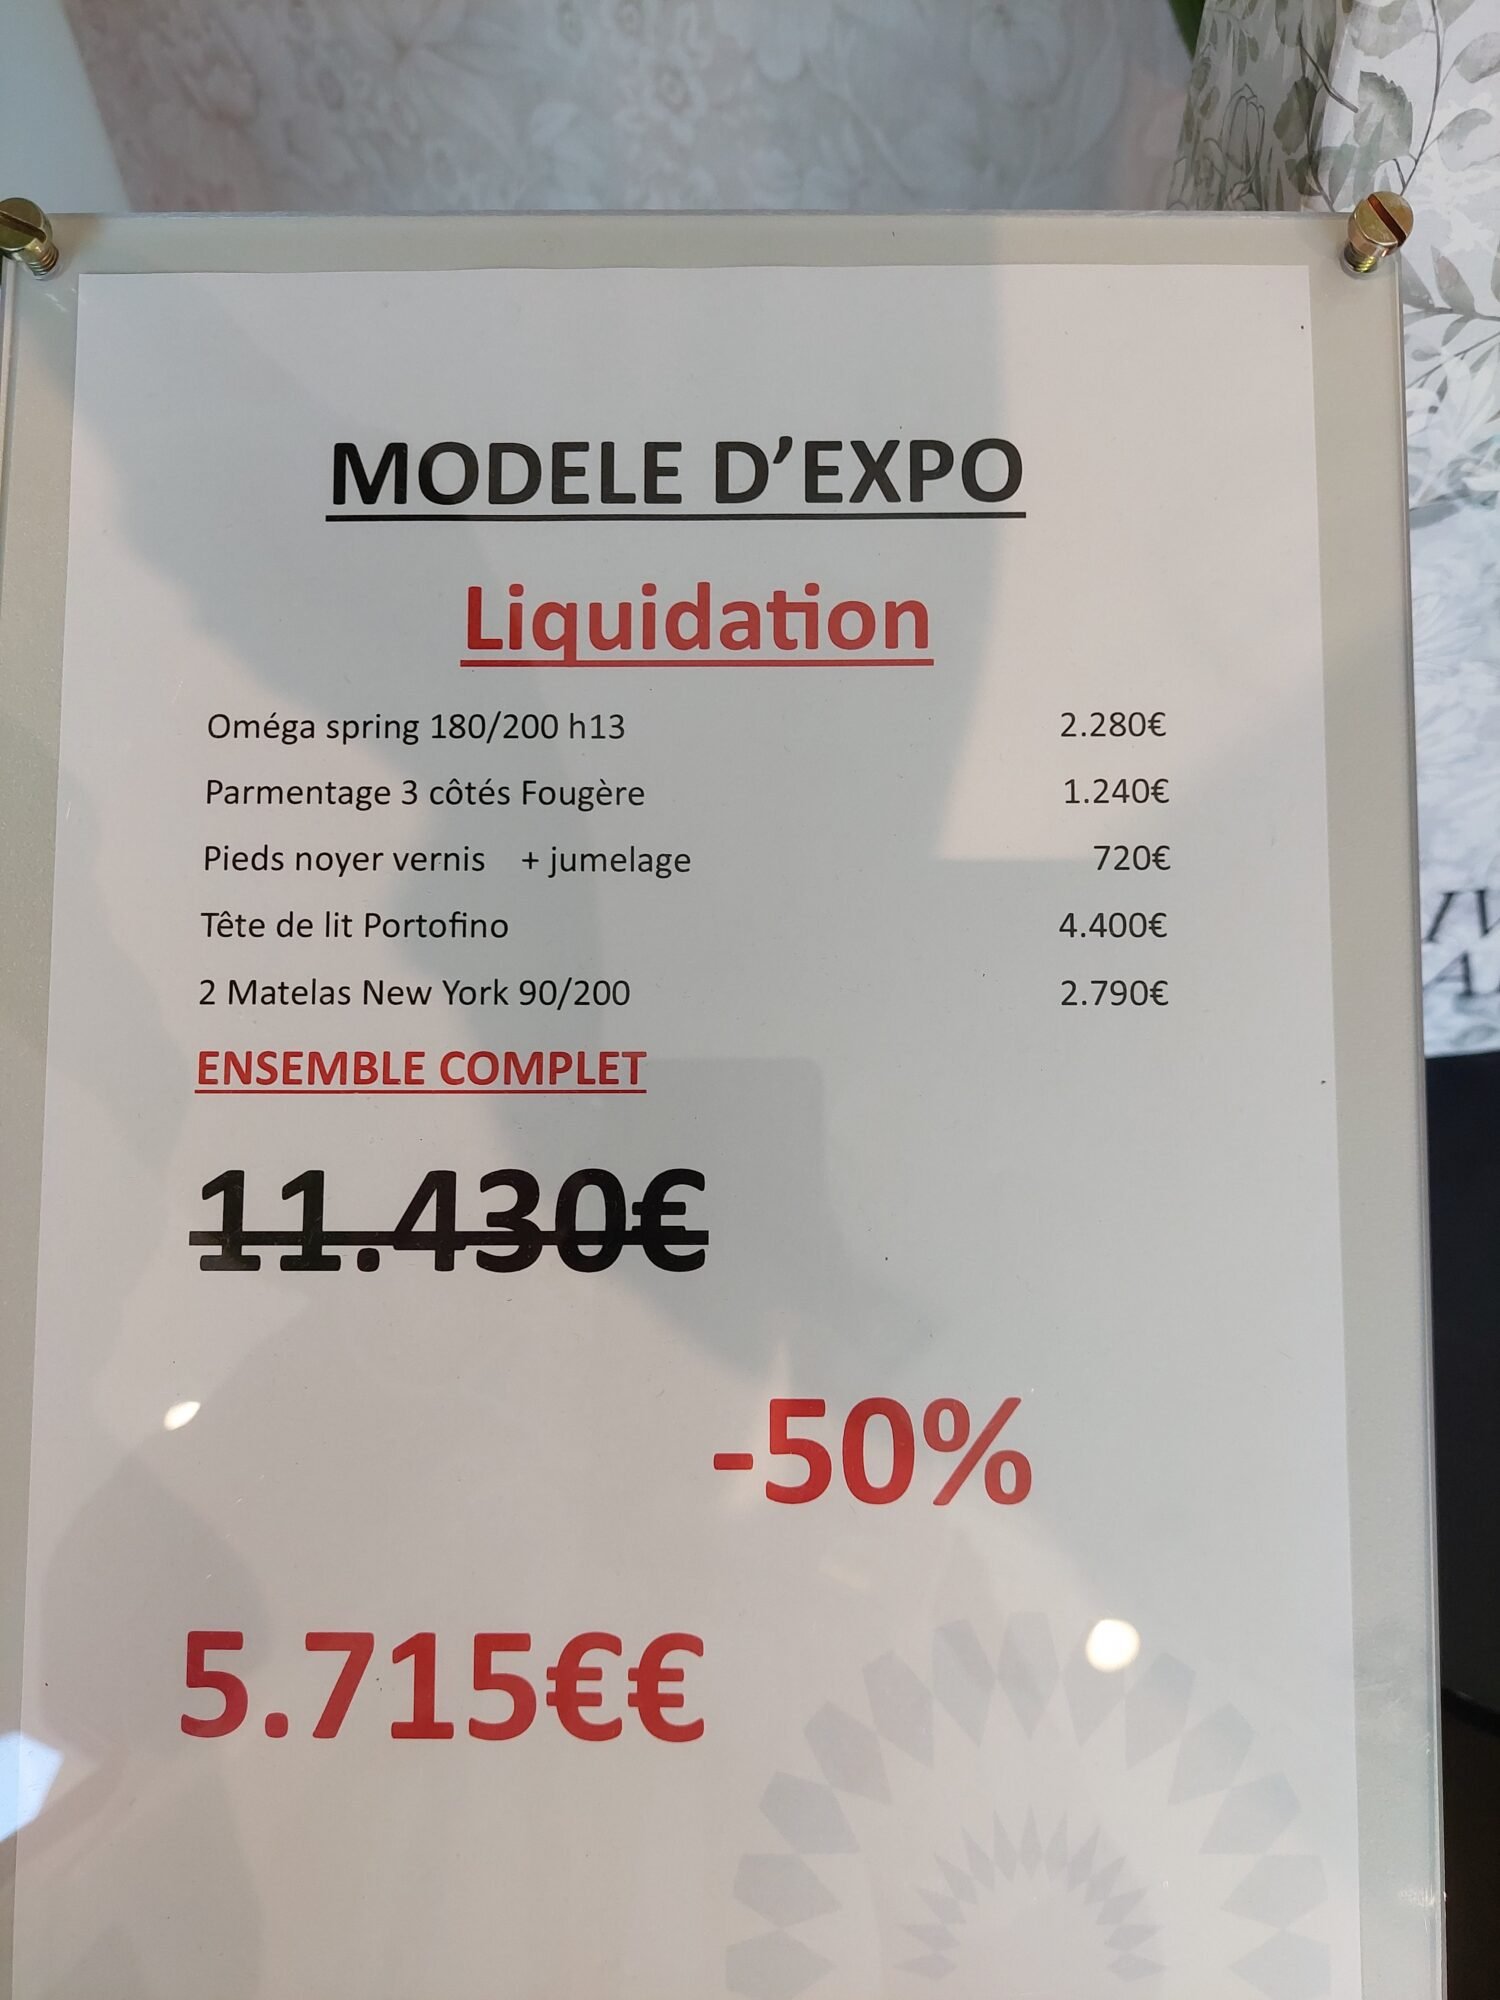 MODELE D'EXPO
Liquidation
Oméga spring 180/200 h13 2.280€
Parmentage 3 côtés Fougère 1.240€
Pieds noyer vernis + jumelage 720€
Tête de lit Portofino 4.400€
2 Matelas New York 90/200 2.790€
ENSEMBLE COMPLET
11.430€
-50%
5.715€€